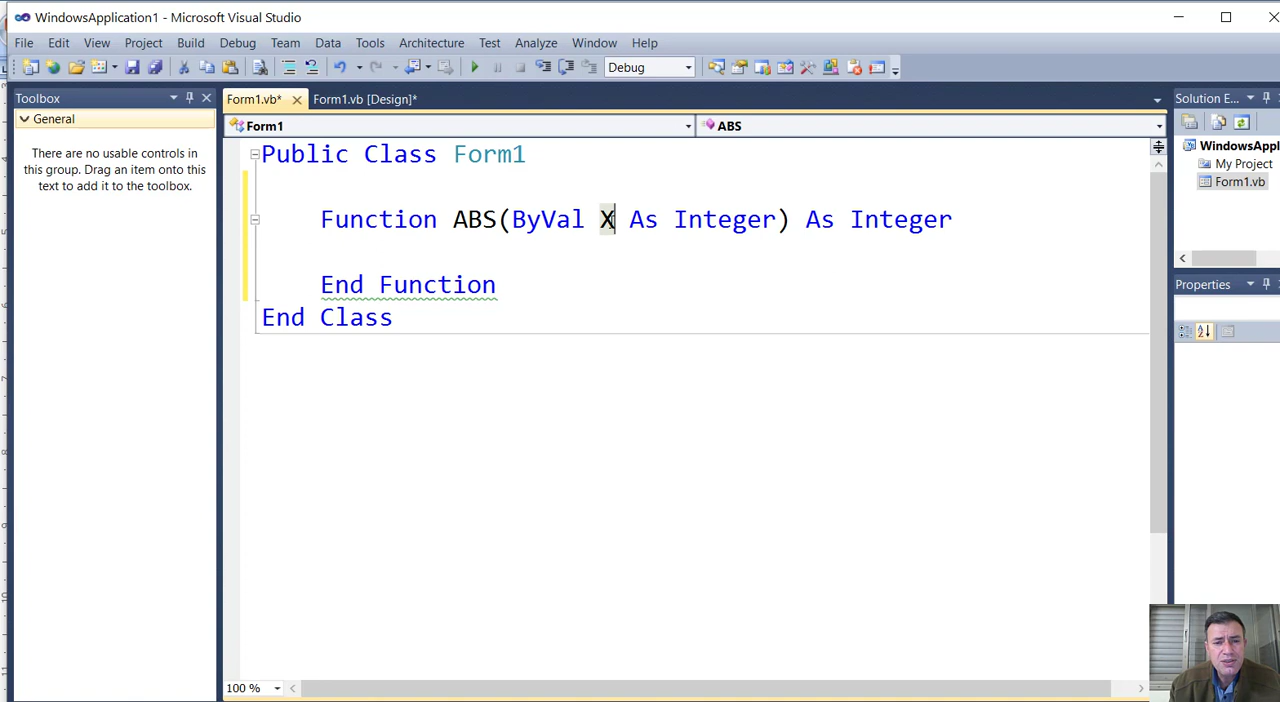 WindowsApplication1 - Microsoft Visual Studio
File Edit View Project Build Debug Team Data Tools Architecture Test Analyze Window Help
Debug
Toolbox
General
There are no usable controls in
this group. Drag an item onto this
text to add it to the toolbox.
Form1.vb*
Form1.vb [Design]*
Form1
ABS
Public Class Form1
Function ABS(ByVal X As Integer) As Integer
End Function
End Class
100 %
Solution E...
WindowsAppl
My Project
Form1.vb
Properties